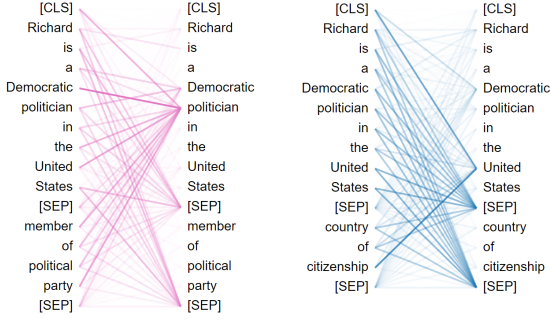 [CLS] [CLS] [CLS] [CLS]
Richard Richard Richard Richard
is is is is
a a a a
Democratic Democratic Democratic Democratic
politician politician politician politician
in in in in
the the the the
United United United United
States States States States
[SEP] [SEP] [SEP] [SEP]
member member country country
of of of of
political political citizenship citizenship
party party [SEP] [SEP]
[SEP] [SEP]